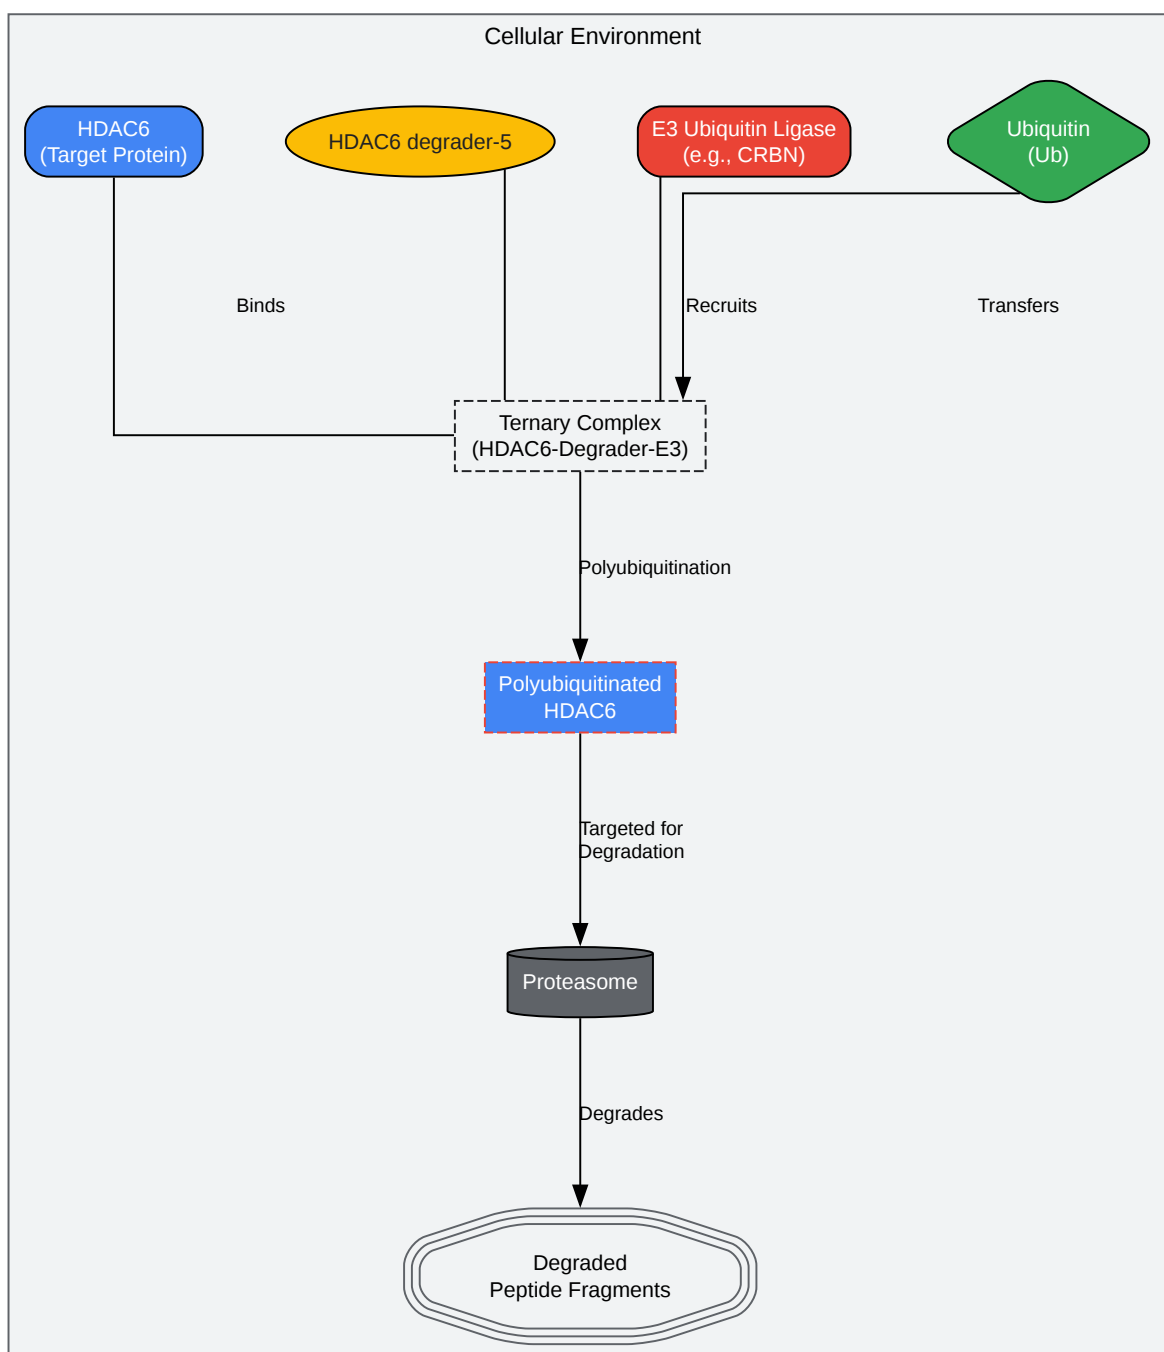 Cellular Environment
HDAC6
(Target Protein)
HDAC6 degrader-5
E3 Ubiquitin Ligase
(e.g., CRBN)
Ubiquitin
(Ub)
Binds
Recruits
Transfers
Ternary Complex
(HDAC6-Degrader-E3)
Polyubiquitination
Polyubiquitinated
HDAC6
Targeted for
Degradation
Proteasome
Degrades
Degraded
Peptide Fragments